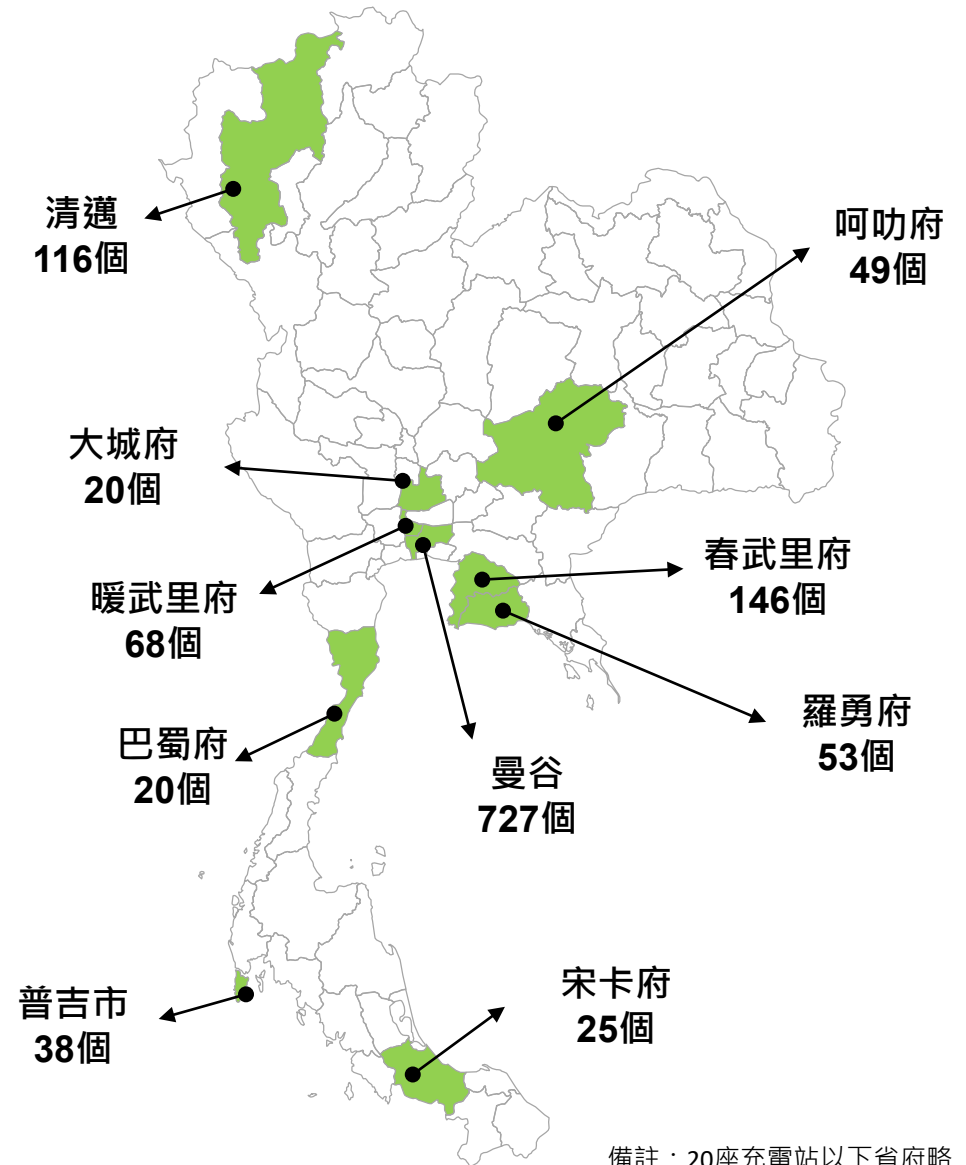 清邁
116個
呵叻府
49個
大城府
20個
暖武里府
68個
春武里府
146個
巴蜀府
20個
羅勇府
53個
曼谷
727個
普吉市
38個
宋卡府
25個
備註：20座充電站以下省府略